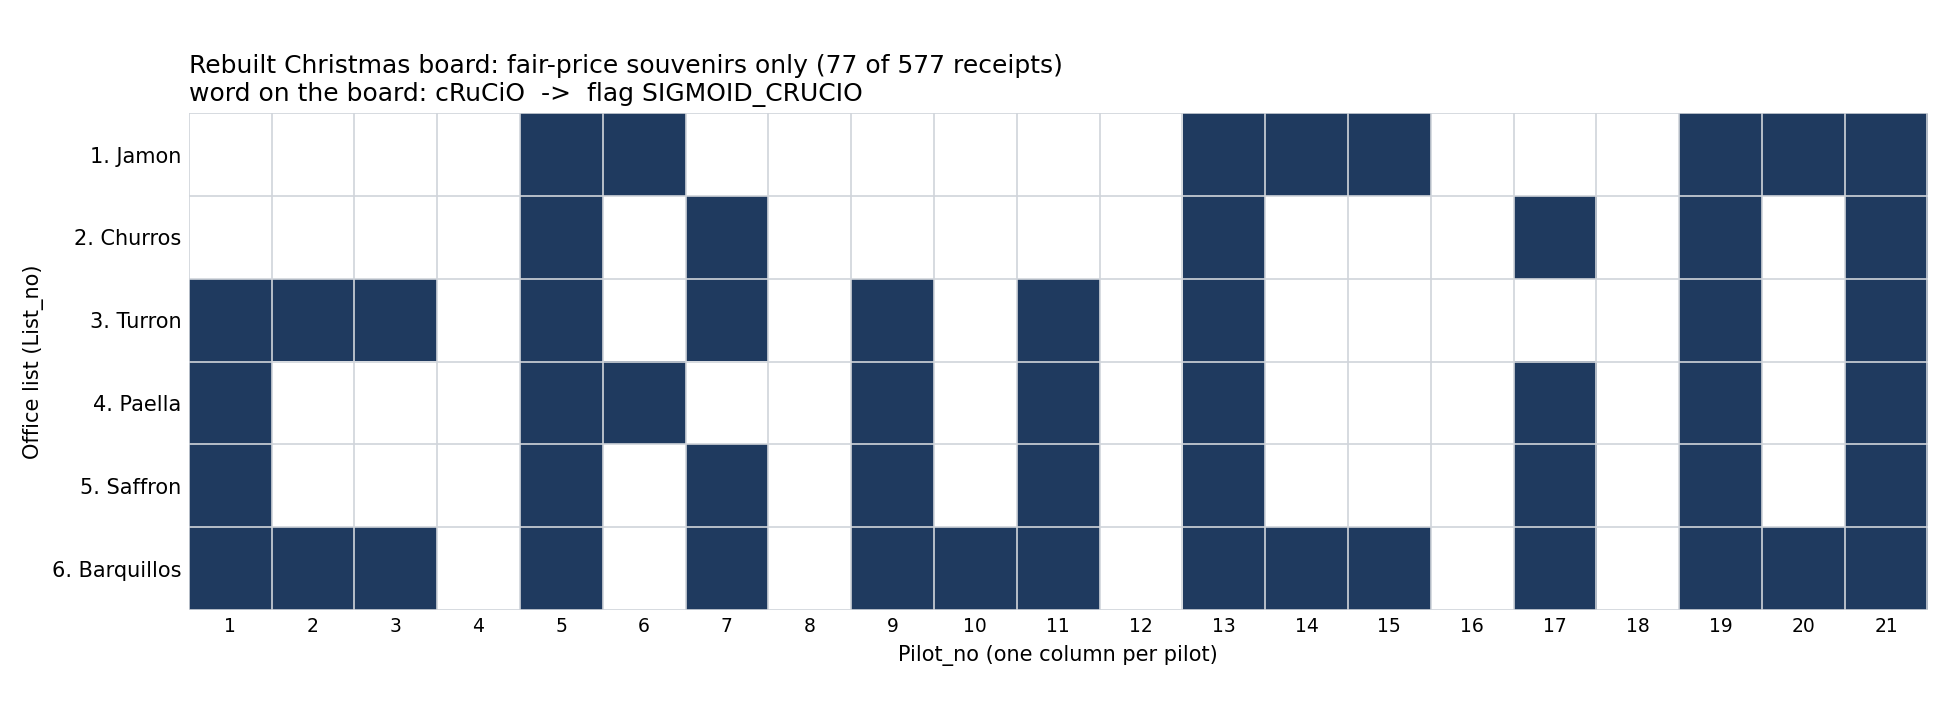 Rebuilt Christmas board: fair-price souvenirs only (77 of 577 receipts)
word on the board: cRuCiO -> flag SIGMOID_CRUCIO
Office list (List_no)
1. Jamon
2. Churros
3. Turron
4. Paella
5. Saffron
6. Barquillos
1 2 3 4 5 6 7 8 9 10 11 12 13 14 15 16 17 18 19 20 21
Pilot_no (one column per pilot)